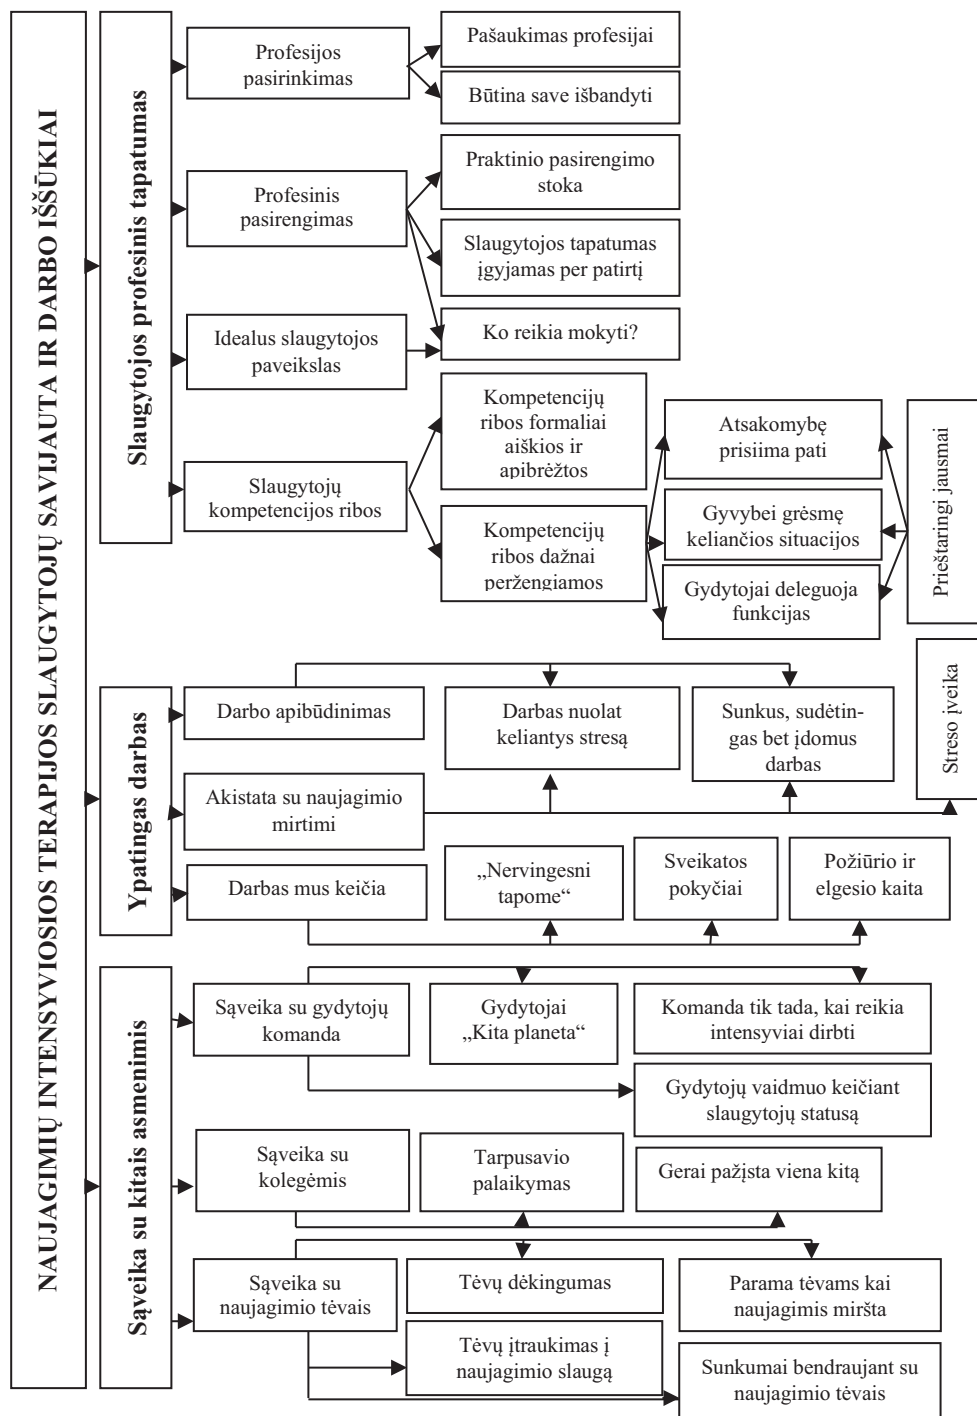 NAUJAGIMIŲ INTENSYVIOSIOS TERAPIJOS SLAUGYTOJŲ SAVIJAUTA IR DARBO IŠŠŪKIAI
Slaugytojos profesinis tapatumas
Profesijos
pasirinkimas
Pašaukimas profesijai
Būtina save išbandyti
Profesinis
pasirengimas
Praktinio pasirengimo
stoka
Slaugytojos tapatumas
įgyjamas per patirtį
Idealus slaugytojos
paveikslas
Ko reikia mokyti?
Slaugytojų
kompetencijos ribos
Kompetencijų
ribos formaliai
aiškios ir
apibrėžtos
Kompetencijų
ribos dažnai
peržengiamos
Atsakomybę
prisiima pati
Gyvybei grėsmę
keliančios situacijos
Gydytojai deleguoja
funkcijas
Prieštaringi jausmai
Ypatingas darbas
Darbo apibūdinimas
Darbas nuolat
keliantys stresą
Sunkus, sudėtin-
gas bet įdomus
darbas
Streso įveika
Akistata su naujagimio
mirtimi
Darbas mus keičia
„Nervingesni
tapome“
Sveikatos
pokyčiai
Požiūrio ir
elgesio kaita
Sąveika su kitais asmenimis
Sąveika su gydytojų
komanda
Gydytojai
„Kita planeta“
Komanda tik tada, kai reikia
intensyviai dirbti
Gydytojų vaidmuo keičiant
slaugytojų statusą
Sąveika su
kolegėmis
Tarpusavio
palaikymas
Gerai pažįsta viena kitą
Sąveika su
naujagimio tėvais
Tėvų dėkingumas
Parama tėvams kai
naujagimis miršta
Tėvų įtraukimas į
naujagimio slaugą
Sunkumai bendraujant su
naujagimio tėvais